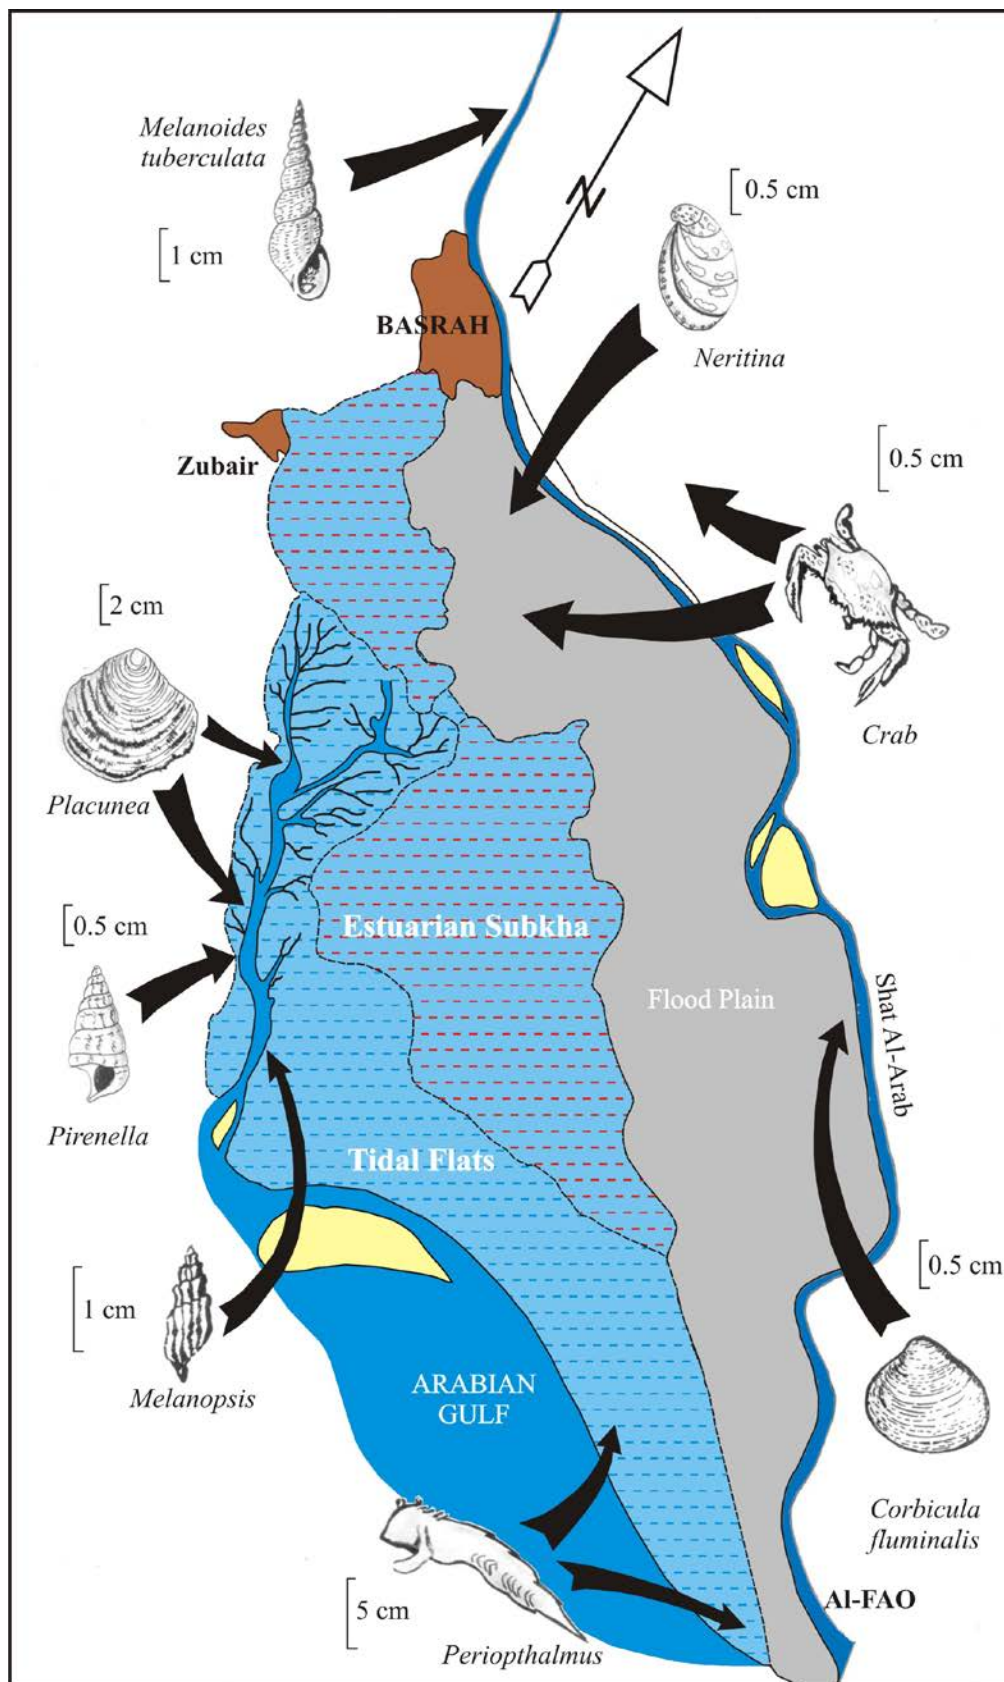 Melanoides
tuberculata
1 cm
N
0.5 cm
Neritina
BASRAH
Zubair
0.5 cm
Crab
2 cm
Placunea
0.5 cm
Pirenella
Estuarian Subkha
Flood Plain
Shat Al-Arab
Tidal Flats
1 cm
Melanopsis
ARABIAN
GULF
0.5 cm
Corbicula
fluminalis
5 cm
Periopthalmus
Al-FAO